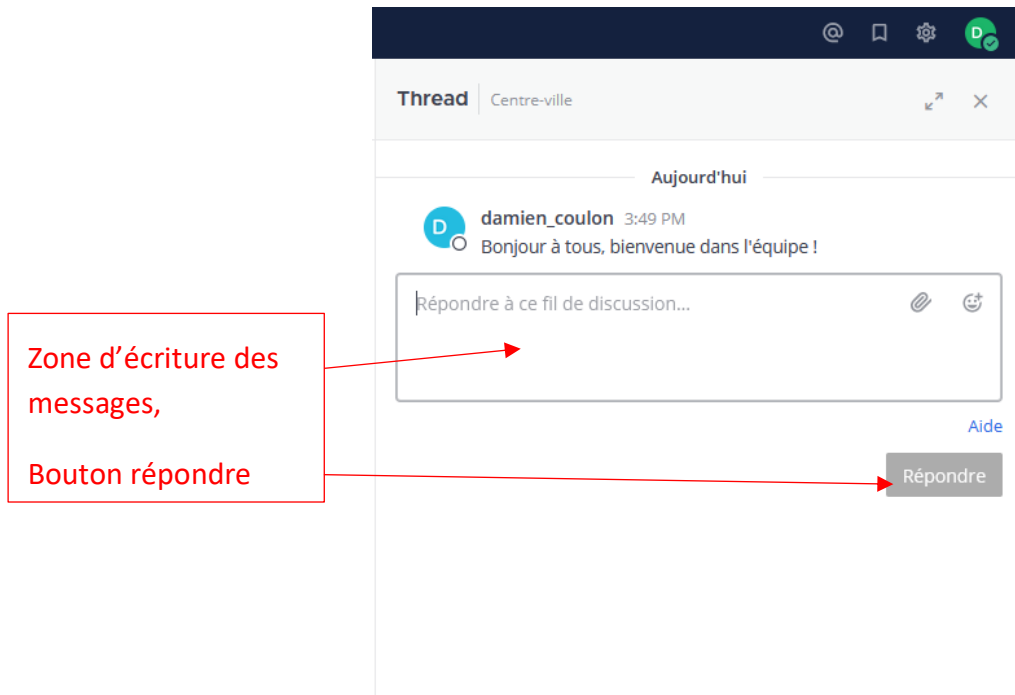 D
Thread Centre-ville
Aujourd'hui
D
damien_coulon 3:49 PM
Bonjour à tous, bienvenue dans l'équipe !
Répondre à ce fil de discussion...
Zone d’écriture des
messages,
Aide
Bouton répondre
Répondre